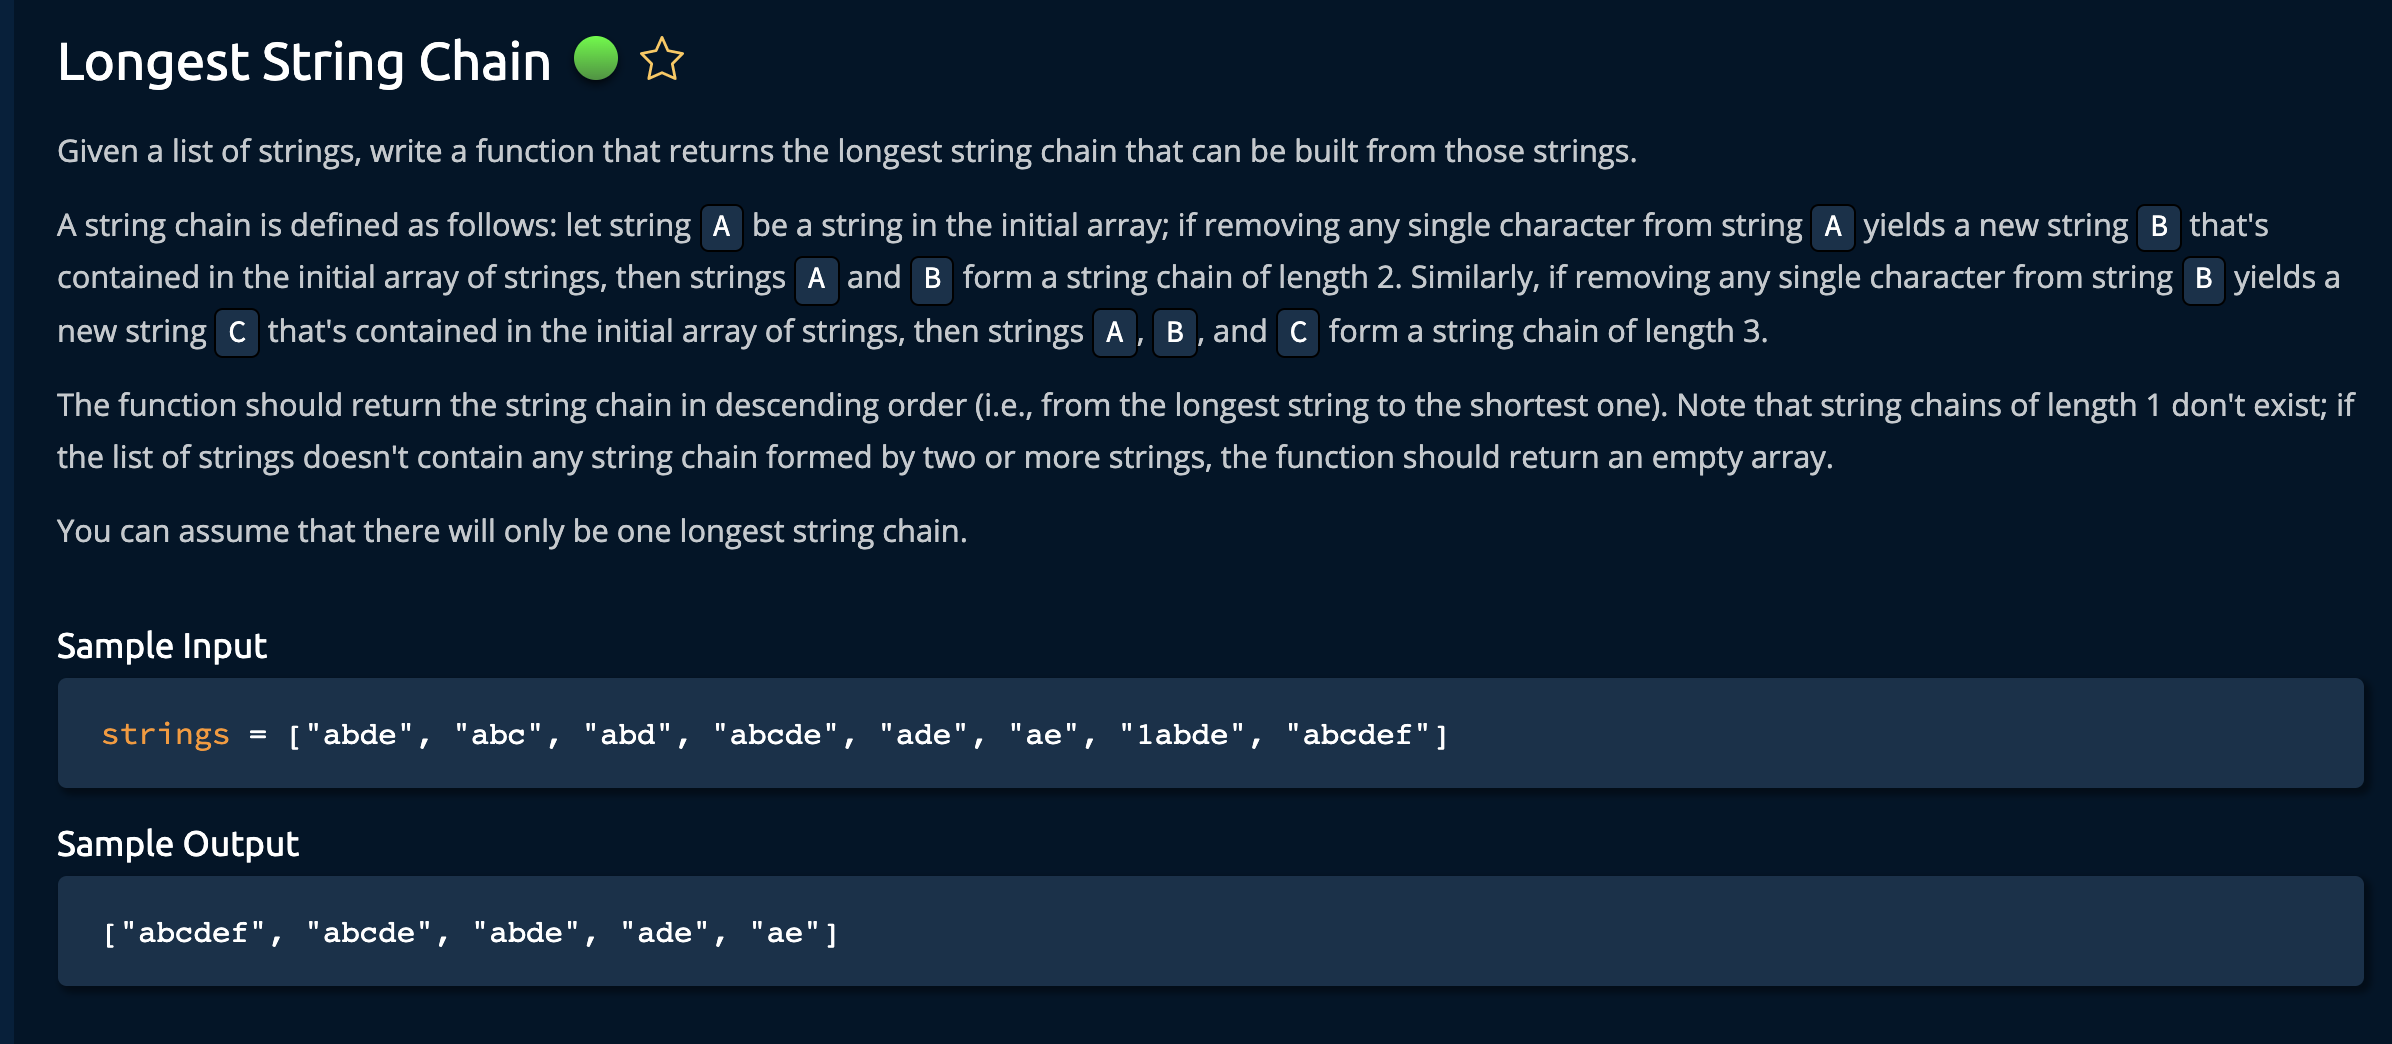 Longest String Chain
Given a list of strings, write a function that returns the longest string chain that can be built from those strings.
A string chain is defined as follows: let string A be a string in the initial array; if removing any single character from string A yields a new string B that's
contained in the initial array of strings, then strings A and B form a string chain of length 2. Similarly, if removing any single character from string B yields a
new string C that's contained in the initial array of strings, then strings A, B, and C form a string chain of length 3.
The function should return the string chain in descending order (i.e., from the longest string to the shortest one). Note that string chains of length 1 don't exist; if
the list of strings doesn't contain any string chain formed by two or more strings, the function should return an empty array.
You can assume that there will only be one longest string chain.
Sample Input
strings = ["abde", "abc", "abd", "abcde", "ade", "ae", "1abde", "abcdef"]
Sample Output
["abcdef", "abcde", "abde", "ade", "ae"]